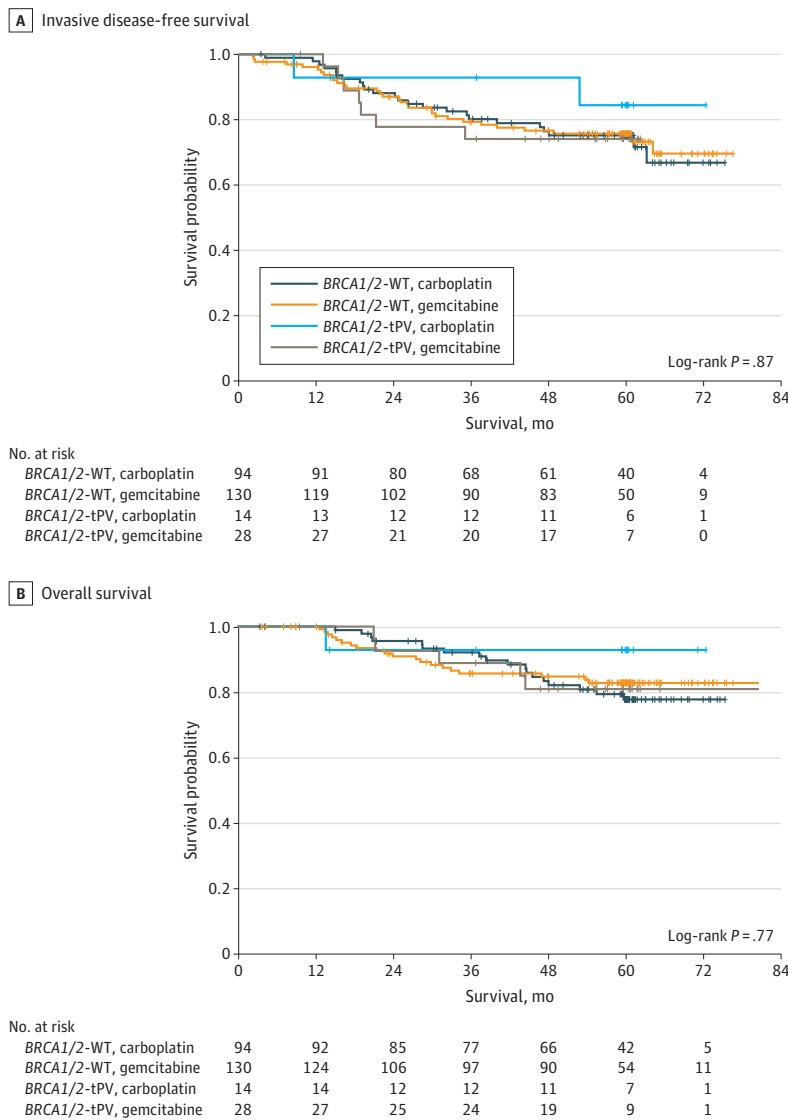 A Invasive disease-free survival
1.0
0.8
0.6
0.4
0.2
0
Survival probability
BRCA1/2-WT, carboplatin
BRCA1/2-WT, gemcitabine
BRCA1/2-tPV, carboplatin
BRCA1/2-tPV, gemcitabine
Log-rank P = .87
0 12 24 36 48 60 72 84
Survival, mo
No. at risk
BRCA1/2-WT, carboplatin 94 91 80 68 61 40 4
BRCA1/2-WT, gemcitabine 130 119 102 90 83 50 9
BRCA1/2-tPV, carboplatin 14 13 12 12 11 6 1
BRCA1/2-tPV, gemcitabine 28 27 21 20 17 7 0
B Overall survival
1.0
0.8
0.6
0.4
0.2
0
Survival probability
Log-rank P = .77
0 12 24 36 48 60 72 84
Survival, mo
No. at risk
BRCA1/2-WT, carboplatin 94 92 85 77 66 42 5
BRCA1/2-WT, gemcitabine 130 124 106 97 90 54 11
BRCA1/2-tPV, carboplatin 14 14 12 12 11 7 1
BRCA1/2-tPV, gemcitabine 28 27 25 24 19 9 1